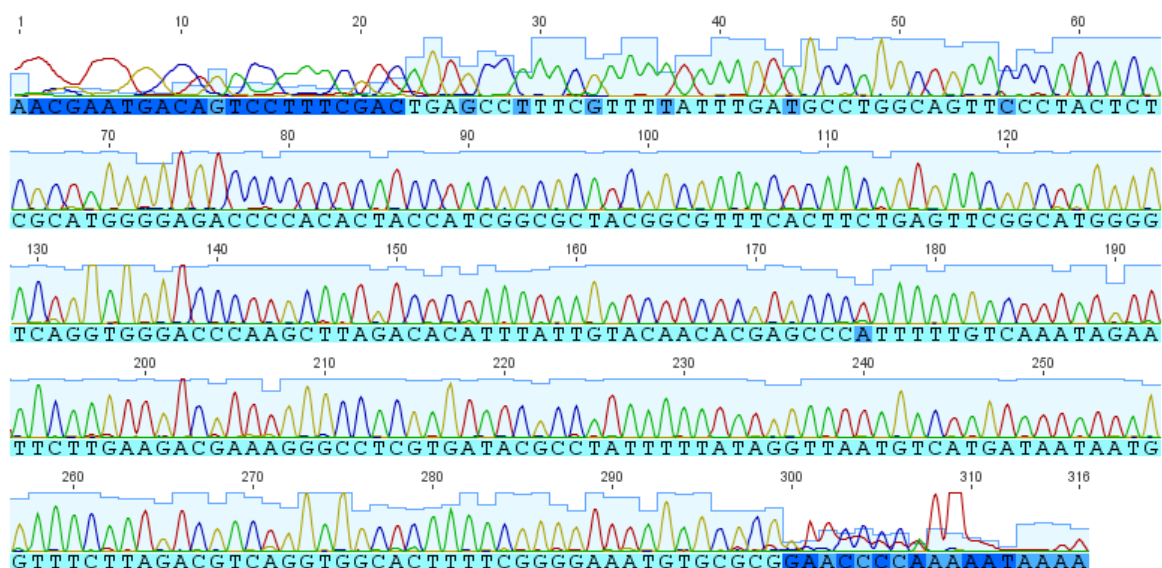 1 10 20 30 40 50 60
AACGAATGACAGTCCTTTCGACTGAGCCTTTCGTTTTATTTGATGCCTGGCAGTTCCCTACTCT
70 80 90 100 110 120
CGCATGGGGAGACCCCACACTACCATCGGCGCTACGGCGTTTCACTTCTGAGTTCGGCATGGGG
130 140 150 160 170 180 190
TCAGGTGGGACCCAAGCTTAGACACATTTATTGTACAACACGAGCCCATTTTTGTCAAATAGAA
200 210 220 230 240 250
TTCTTGAAGACGAAAGGGCCTCGTGATACGCCTATTTTTATAGGTTAATGTCATGATAATAATG
260 270 280 290 300 310 316
GTTTCTTAGACGTCAGGTGGCACTTTTCGGGGAAATGTGCGCGGAACCCCAAAAATAAAA